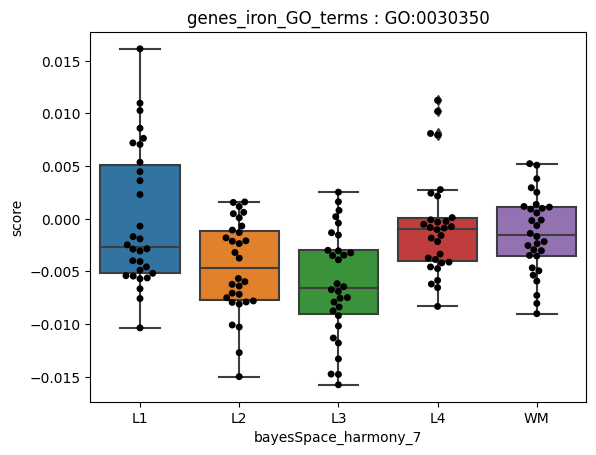 genes_iron_GO_terms : GO:0030350
score
0.015
0.010
0.005
0.000
−0.005
−0.010
−0.015
L1 L2 L3 L4 WM
bayesSpace_harmony_7